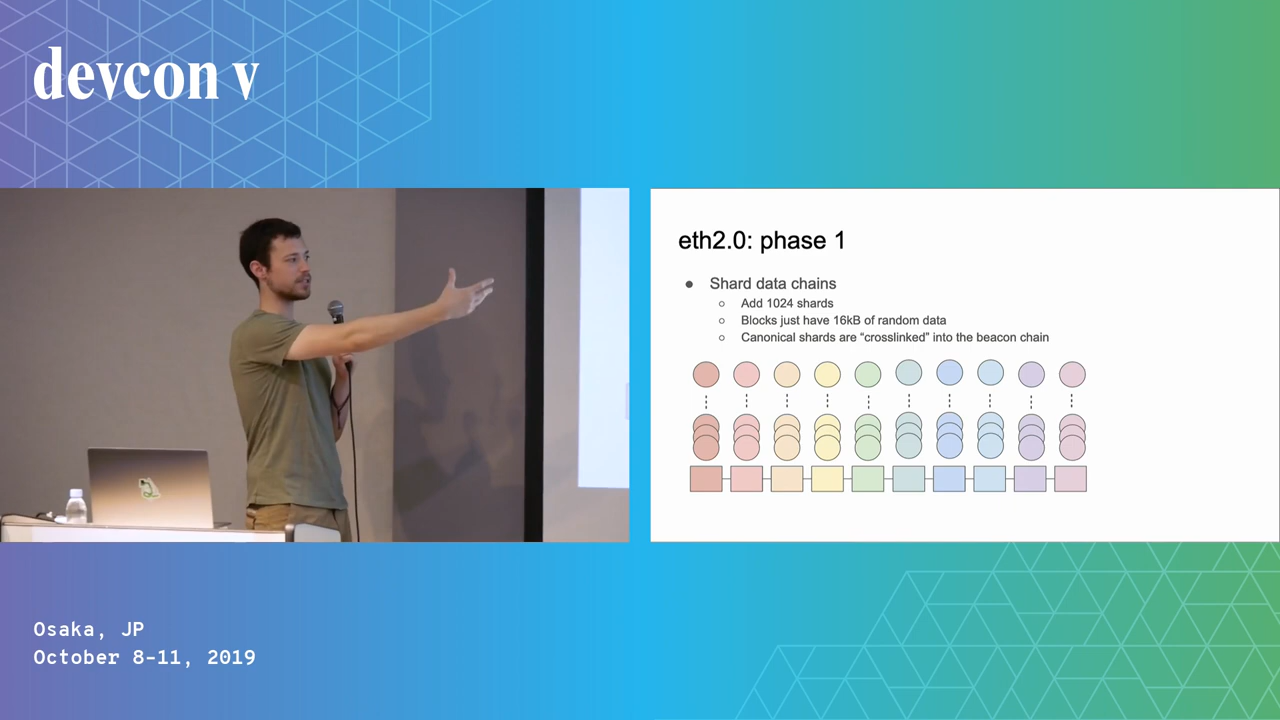 devcon v
eth2.0: phase 1
● Shard data chains
○ Add 1024 shards
○ Blocks just have 16kB of random data
○ Canonical shards are “crosslinked” into the beacon chain
Osaka, JP
October 8-11, 2019